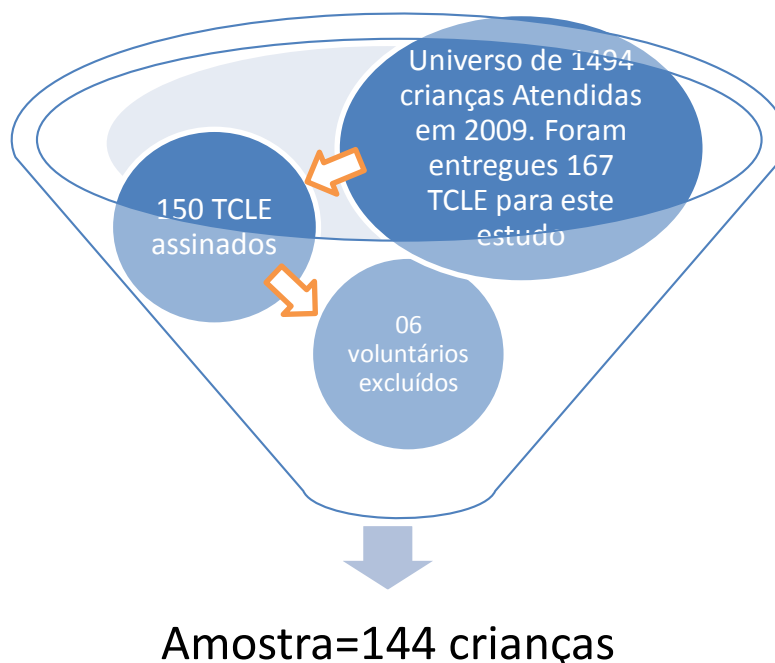 Universo de 1494
crianças Atendidas
em 2009. Foram
entregues 167
TCLE para este
estudo
150 TCLE
assinados
06
voluntários
excluídos
Amostra=144 crianças